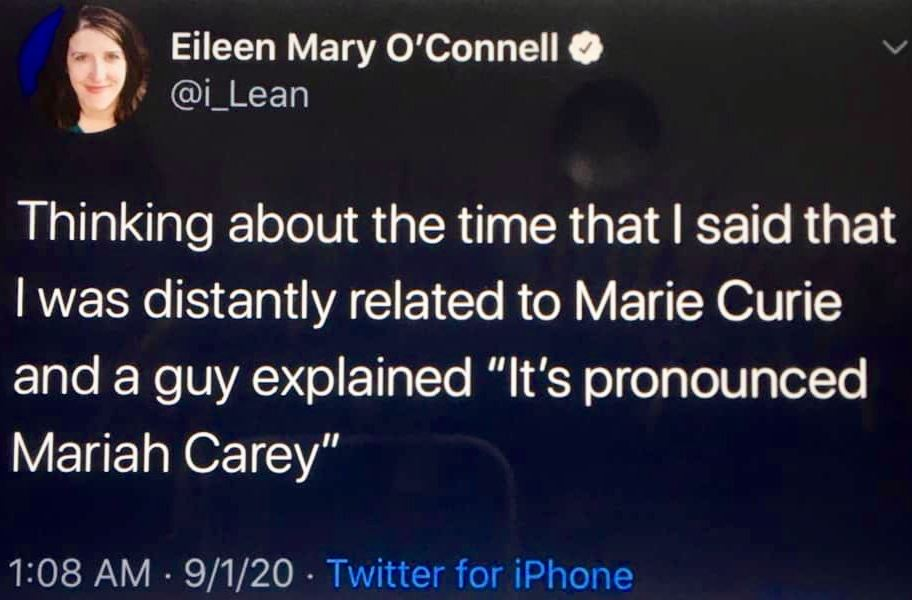 Eileen Mary O’Connell
@i_Lean
Thinking about the time that I said that
I was distantly related to Marie Curie
and a guy explained “It’s pronounced
Mariah Carey”
1:08 AM · 9/1/20 · Twitter for iPhone